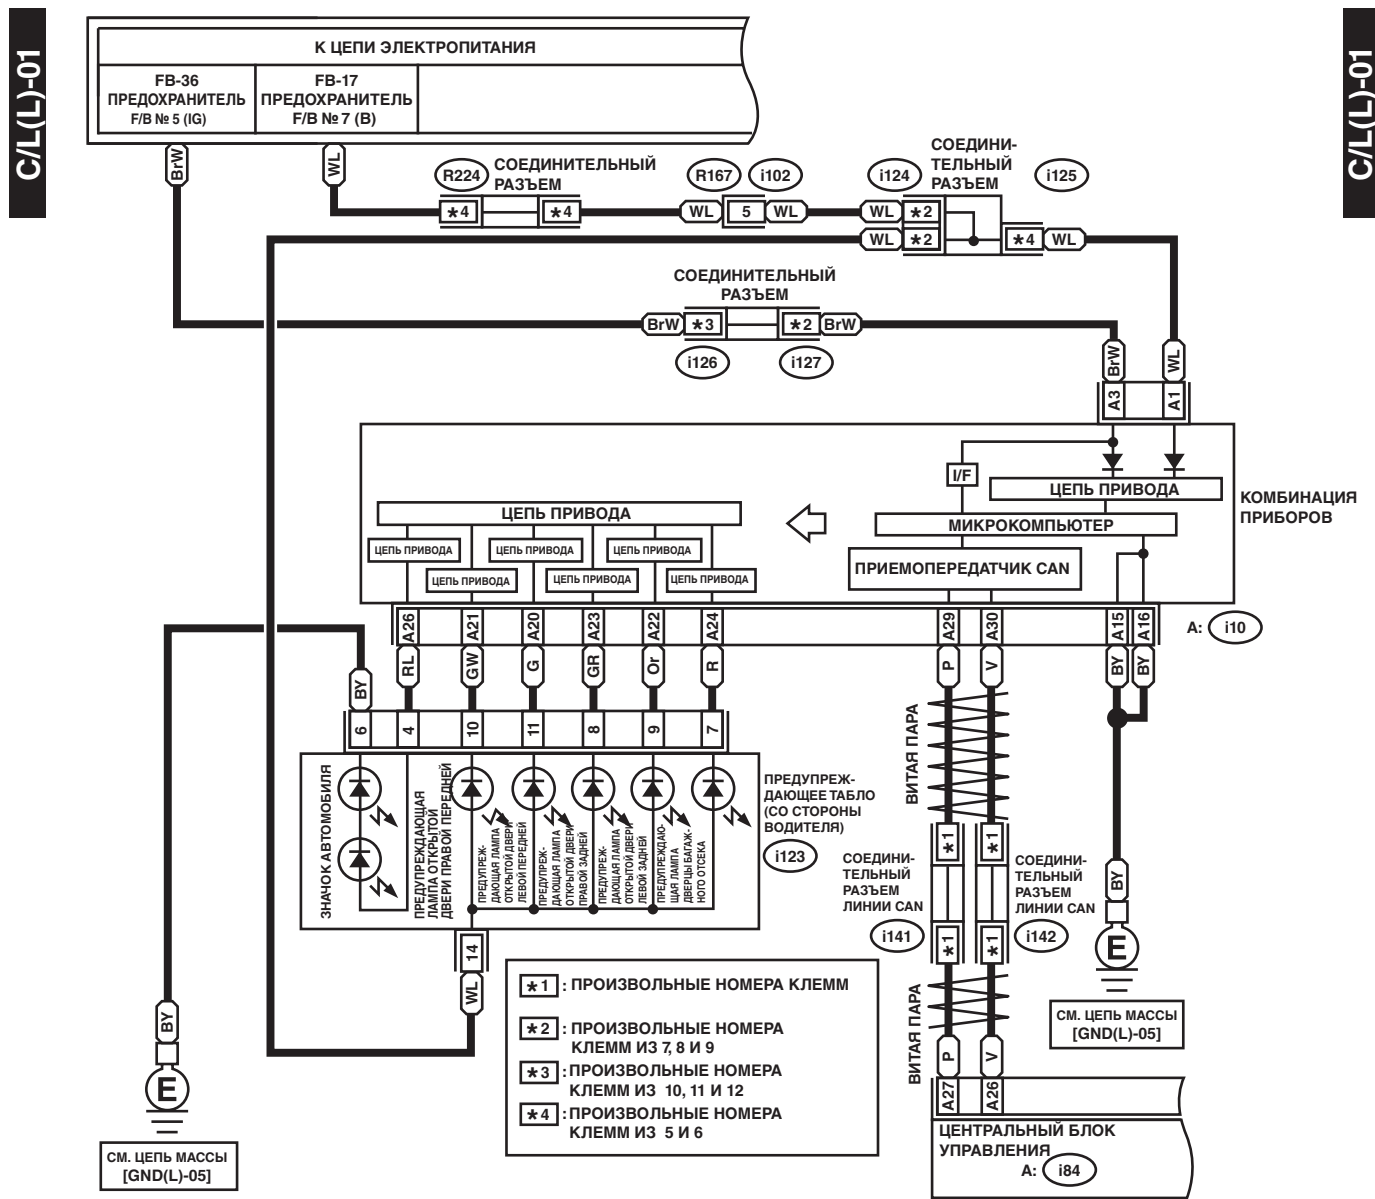 C/L(L)-01
C/L(L)-01
К ЦЕПИ ЭЛЕКТРОПИТАНИЯ
FB-36
ПРЕДОХРАНИТЕЛЬ
F/B № 5 (IG)
FB-17
ПРЕДОХРАНИТЕЛЬ
F/B № 7 (B)
BrW
WL
R224
СОЕДИНИТЕЛЬНЫЙ
РАЗЪЕМ
R167
i102
i124
СОЕДИНИ-
ТЕЛЬНЫЙ
РАЗЪЕМ
i125
*4
*4
WL
5
WL
WL
*2
WL
*2
*4
WL
СОЕДИНИТЕЛЬНЫЙ
РАЗЪЕМ
BrW
*3
*2
BrW
i126
i127
BrW
WL
A3
A1
I/F
ЦЕПЬ ПРИВОДА
МИКРОКОМПЬЮТЕР
ПРИЕМОПЕРЕДАТЧИК CAN
КОМБИНАЦИЯ
ПРИБОРОВ
ЦЕПЬ ПРИВОДА
ЦЕПЬ ПРИВОДА
ЦЕПЬ ПРИВОДА
ЦЕПЬ ПРИВОДА
ЦЕПЬ ПРИВОДА
ЦЕПЬ ПРИВОДА
ЦЕПЬ ПРИВОДА
A26
A21
A20
A23
A22
A24
A29
A30
A15
A16
A:
i10
BY
RL
GW
G
GR
Or
R
P
V
BY
BY
6
4
10
11
8
9
7
ЗНАЧОК АВТОМОБИЛЯ
ПРЕДУПРЕЖДАЮЩАЯ
ЛАМПА ОТКРЫТОЙ
ДВЕРИ ПРАВОЙ ПЕРЕДНЕЙ
ПРЕДУПРЕЖ-
ДАЮЩАЯ ЛАМПА
ОТКРЫТОЙ ДВЕРИ
ЛЕВОЙ ПЕРЕДНЕЙ
ПРЕДУПРЕЖ-
ДАЮЩАЯ ЛАМПА
ОТКРЫТОЙ ДВЕРИ
ПРАВОЙ ЗАДНЕЙ
ПРЕДУПРЕЖ-
ДАЮЩАЯ ЛАМПА
ОТКРЫТОЙ ДВЕРИ
ЛЕВОЙ ЗАДНЕЙ
ПРЕДУПРЕЖДАЮ-
ЩАЯ ЛАМПА
ДВЕРЦЫ БАГАЖ-
НОГО ОТСЕКА
ПРЕДУПРЕЖ-
ДАЮЩЕЕ ТАБЛО
(СО СТОРОНЫ
ВОДИТЕЛЯ)
i123
14
WL
ВИТАЯ ПАРА
*1
*1
СОЕДИНИ-
ТЕЛЬНЫЙ
РАЗЪЕМ
ЛИНИИ CAN
i141
СОЕДИНИ-
ТЕЛЬНЫЙ
РАЗЪЕМ
ЛИНИИ CAN
i142
*1
*1
ВИТАЯ ПАРА
P
V
A27
A26
ЦЕНТРАЛЬНЫЙ БЛОК
УПРАВЛЕНИЯ
A:
i84
BY
E
СМ. ЦЕПЬ МАССЫ
[GND(L)-05]
BY
E
СМ. ЦЕПЬ МАССЫ
[GND(L)-05]
*1 : ПРОИЗВОЛЬНЫЕ НОМЕРА КЛЕММ
*2 : ПРОИЗВОЛЬНЫЕ НОМЕРА
КЛЕММ ИЗ 7, 8 И 9
*3 : ПРОИЗВОЛЬНЫЕ НОМЕРА
КЛЕММ ИЗ 10, 11 И 12
*4 : ПРОИЗВОЛЬНЫЕ НОМЕРА
КЛЕММ ИЗ 5 И 6